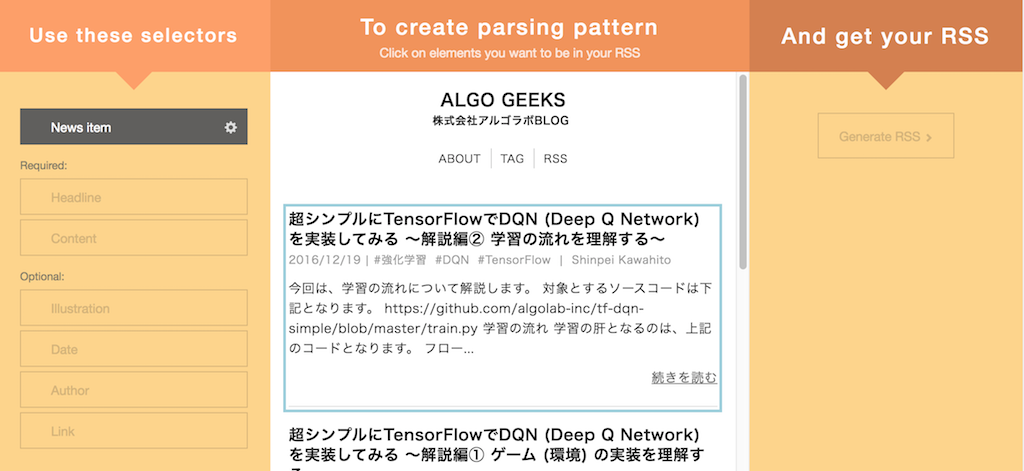 Use these selectors
To create parsing pattern
Click on elements you want to be in your RSS
And get your RSS
News item
Required:
Headline
Content
Optional:
Illustration
Date
Author
Link
ALGO GEEKS
株式会社アルゴラボBLOG
ABOUT
TAG
RSS
超シンプルにTensorFlowでDQN (Deep Q Network)
を実装してみる 〜解説編② 学習の流れを理解する〜
2016/12/19 | #強化学習 #DQN #TensorFlow | Shinpei Kawahito
今回は、学習の流れについて解説します。 対象とするソースコードは下
記となります。 https://github.com/algolab-inc/tf-dqn-
simple/blob/master/train.py 学習の流れ 学習の肝となるのは、上記
のコードとなります。 フロー...
続きを読む
超シンプルにTensorFlowでDQN (Deep Q Network)
を実装してみる 〜解説編① ゲーム (環境) の実装を理解す
Generate RSS >